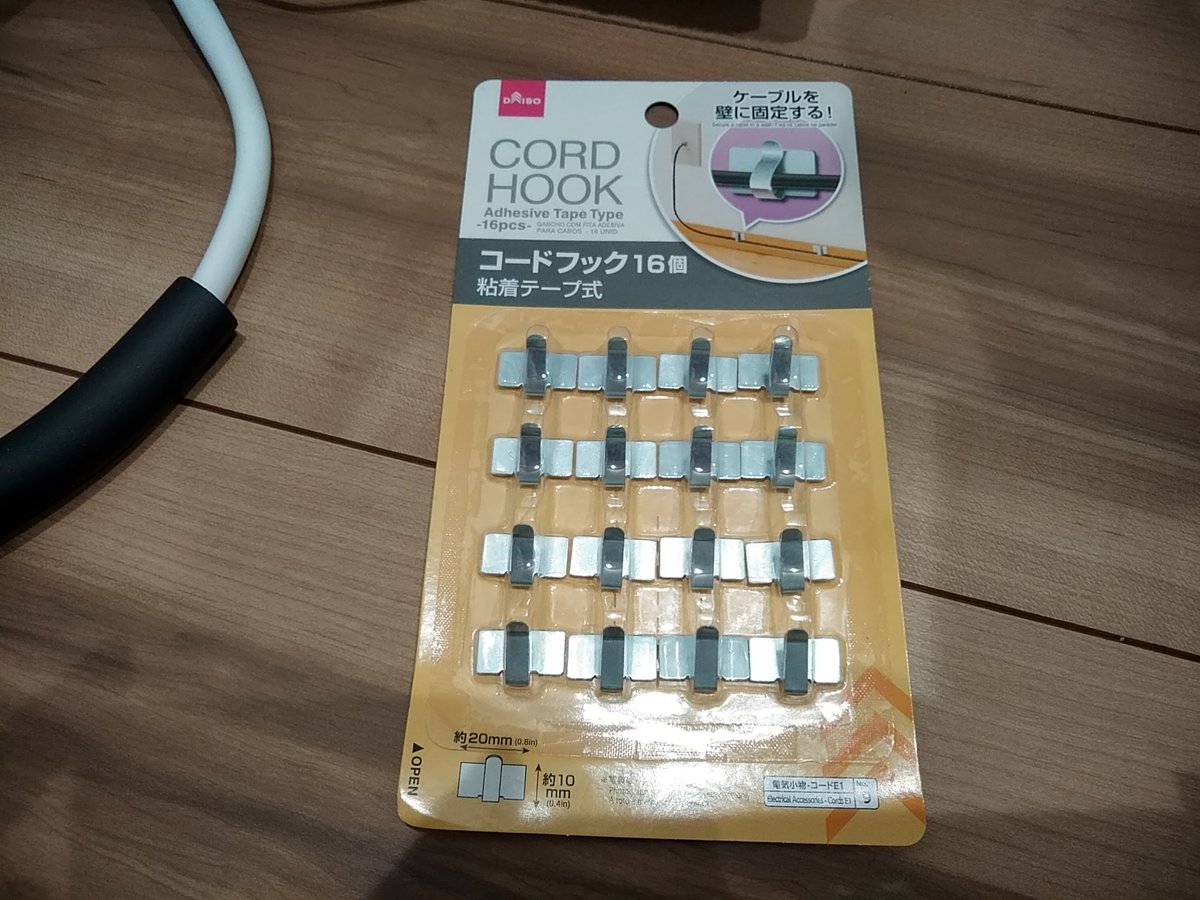 DAISO
ケーブルを
壁に固定する!
CORD
HOOK
Adhesive Tape Type
-16pcs-
GANCHO COM FITA ADESIVA
PARA CABOS - 16 UNID
コードフック16個
粘着テープ式
▲OPEN
約20mm(0.8in)
約10
mm
(0.4in)
電気小物・コードE1
Electrical Accessories - Cords E1
No.
9